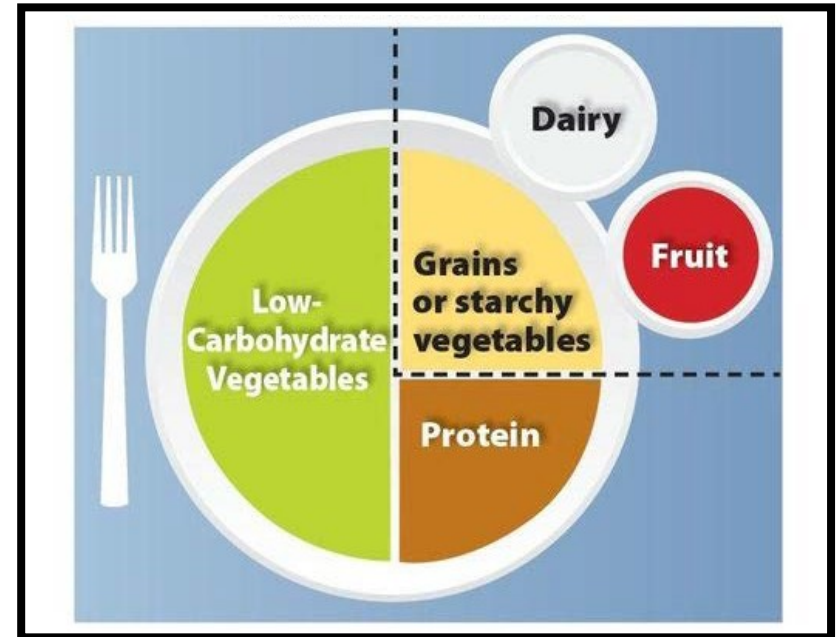 Dairy
Fruit
Grains
or starchy
vegetables
Low-
Carbohydrate
Vegetables
Protein